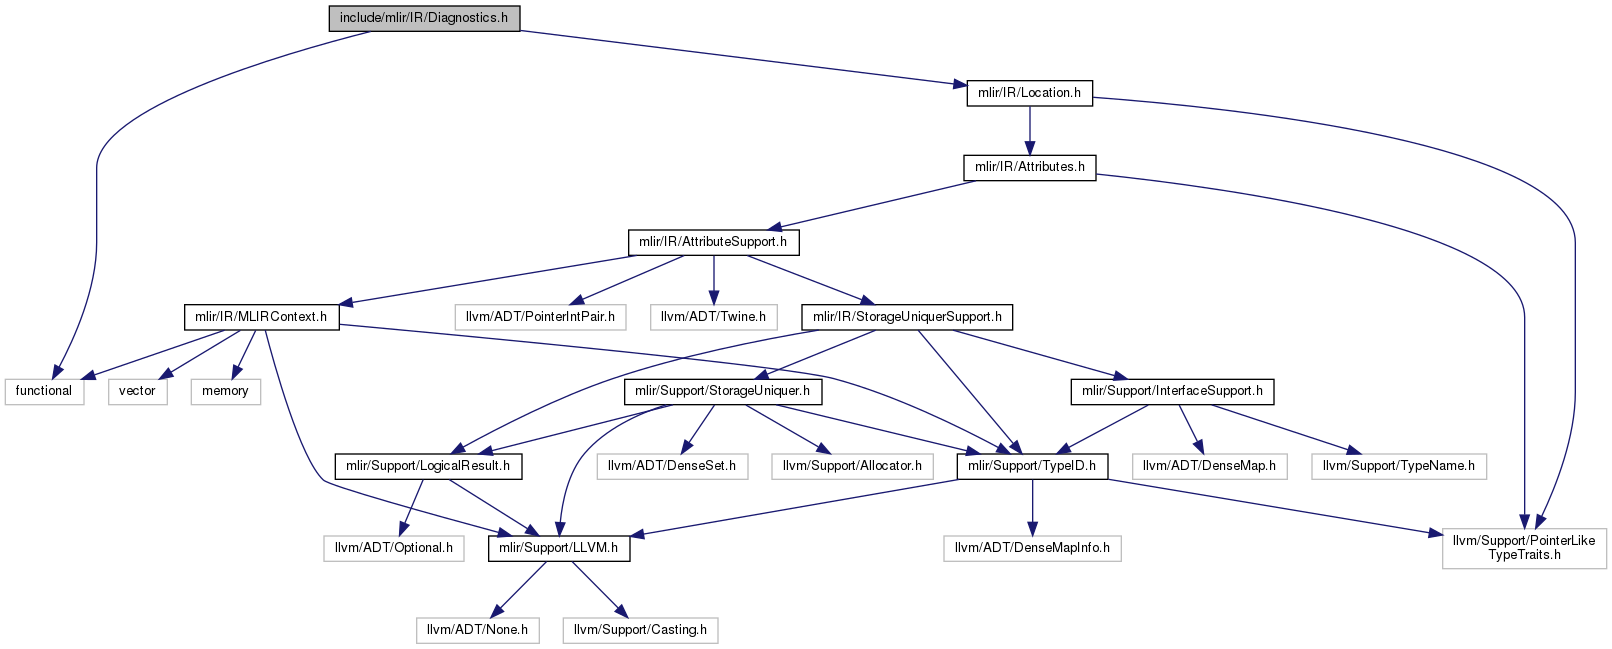 include/mlir/IR/Diagnostics.h
mlir/IR/Location.h
mlir/IR/Attributes.h
mlir/IR/AttributeSupport.h
mlir/IR/MLIRContext.h
llvm/ADT/PointerIntPair.h
llvm/ADT/Twine.h
mlir/IR/StorageUniquerSupport.h
functional
vector
memory
mlir/Support/StorageUniquer.h
mlir/Support/InterfaceSupport.h
mlir/Support/LogicalResult.h
llvm/ADT/DenseSet.h
llvm/Support/Allocator.h
mlir/Support/TypeID.h
llvm/ADT/DenseMap.h
llvm/Support/TypeName.h
llvm/ADT/Optional.h
mlir/Support/LLVM.h
llvm/ADT/DenseMapInfo.h
llvm/Support/PointerLike
TypeTraits.h
llvm/ADT/None.h
llvm/Support/Casting.h